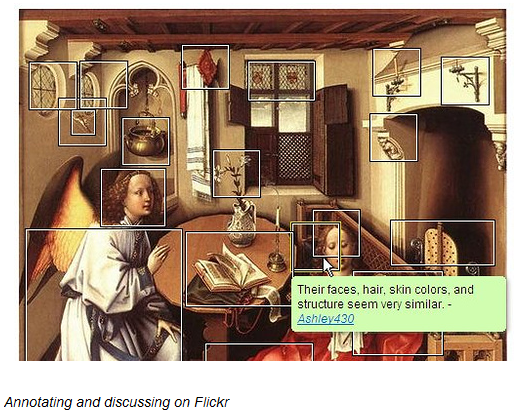 Their faces, hair, skin colors, and
structure seem very similar. -
Ashley430
Annotating and discussing on Flickr